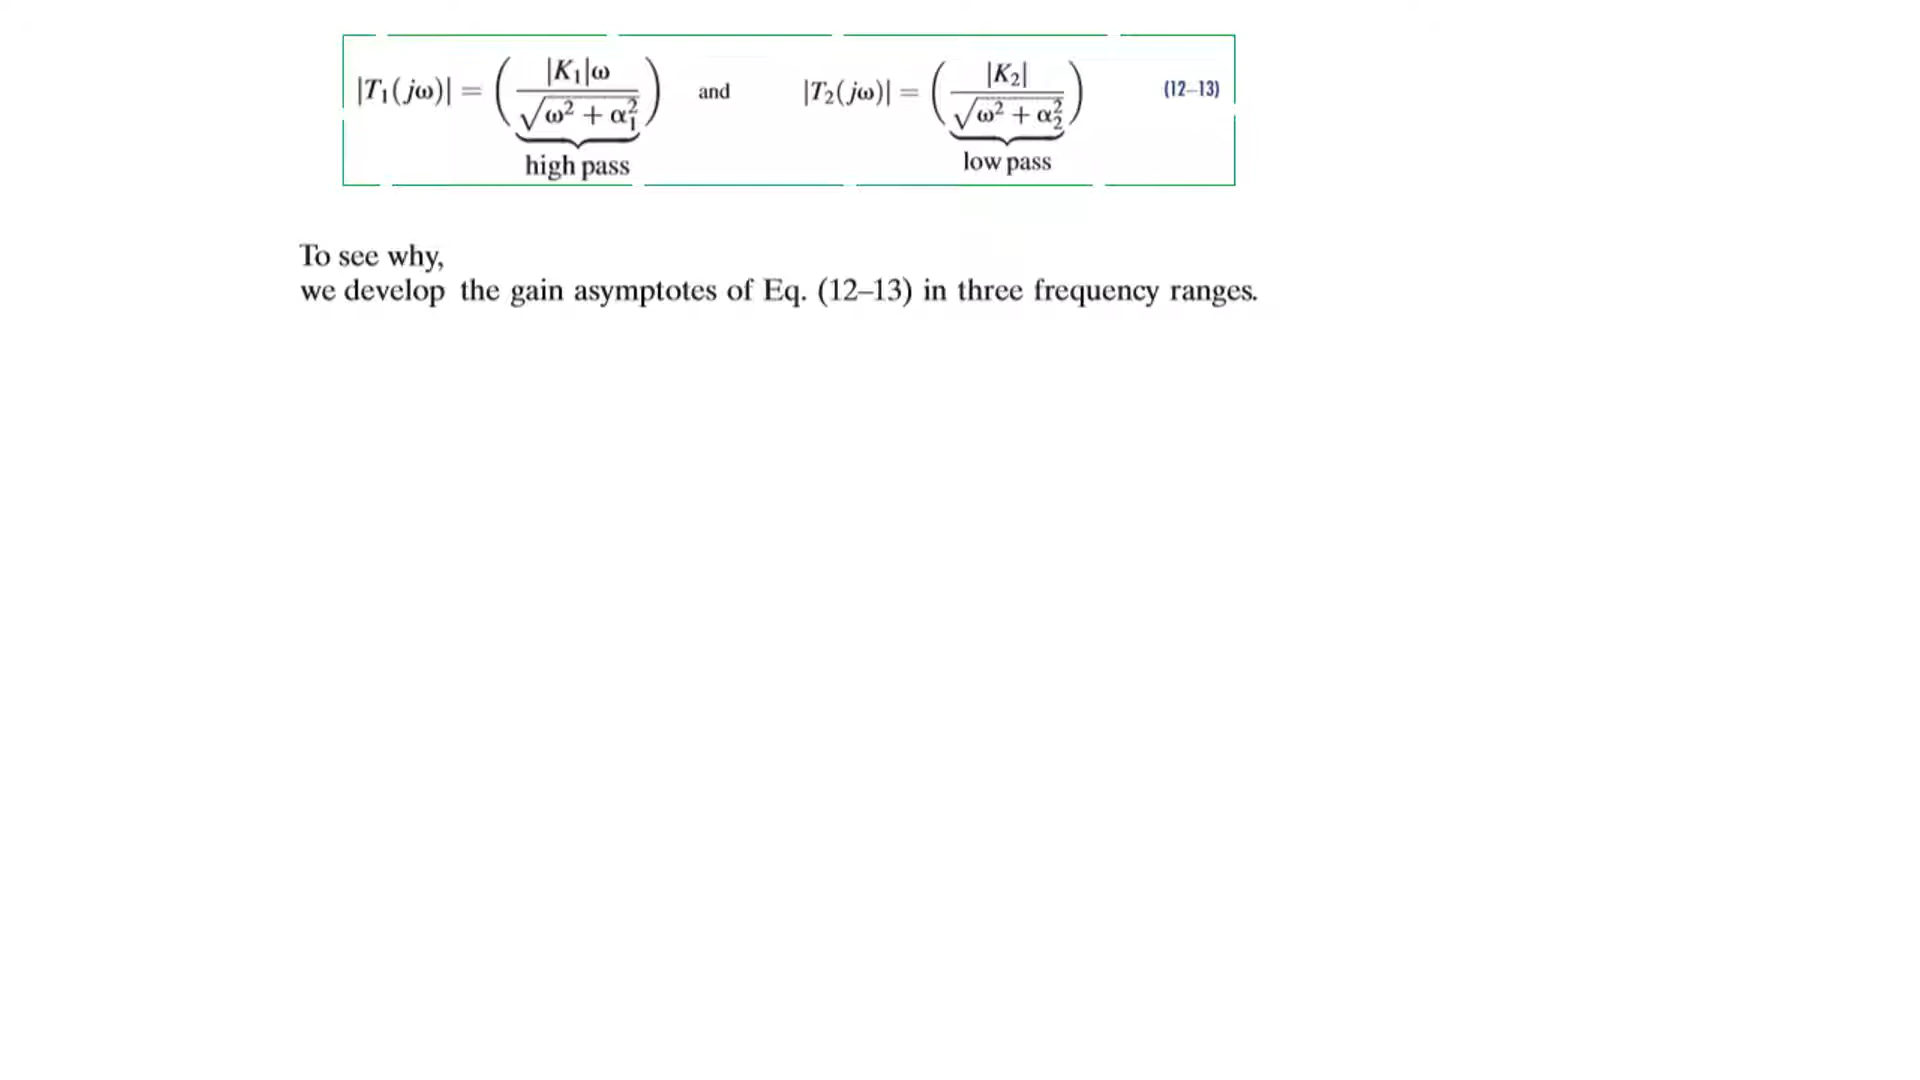 |T₁(jω)| = ( |K₁|ω / √(ω² + α₁²) ) and |T₂(jω)| = ( |K₂| / √(ω² + α₂²) ) (12–13)
high pass low pass
To see why,
we develop the gain asymptotes of Eq. (12–13) in three frequency ranges.